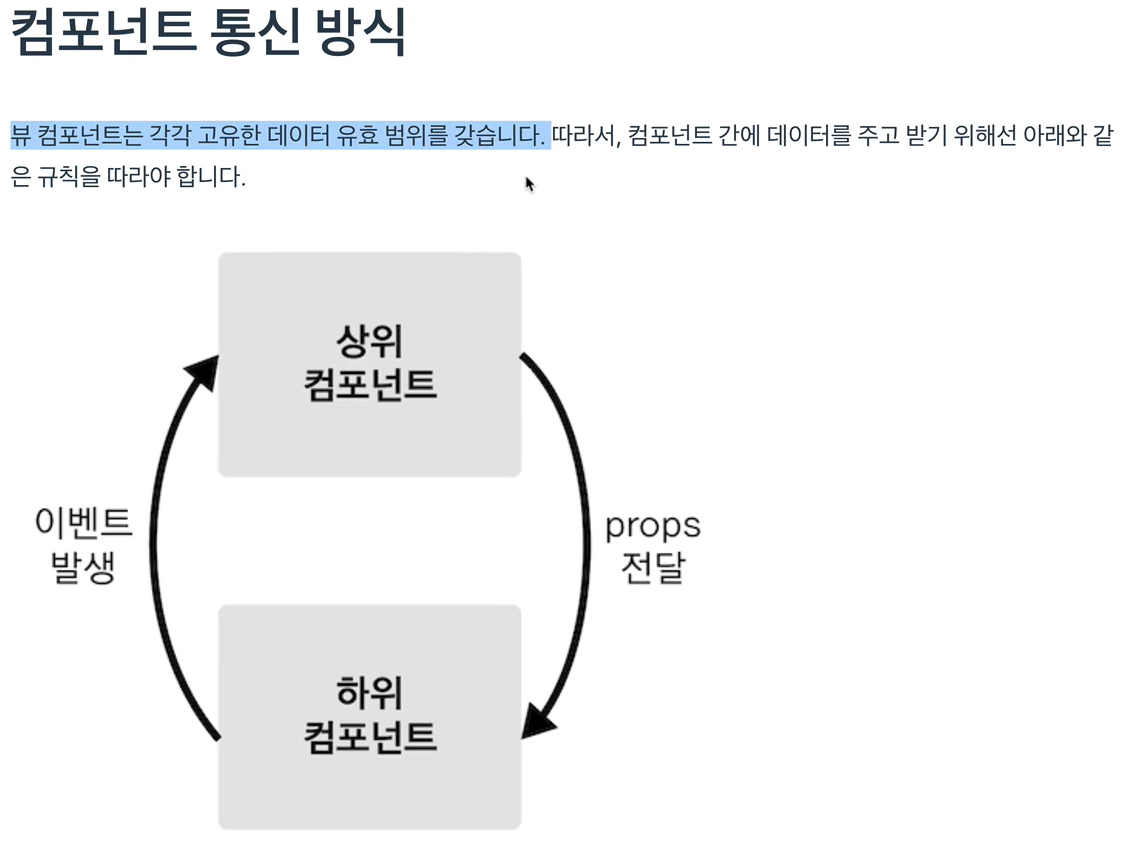 컴포넌트 통신 방식
뷰 컴포넌트는 각각 고유한 데이터 유효 범위를 갖습니다. 따라서, 컴포넌트 간에 데이터를 주고 받기 위해선 아래와 같
은 규칙을 따라야 합니다.
상위
컴포넌트
이벤트
발생
props
전달
하위
컴포넌트